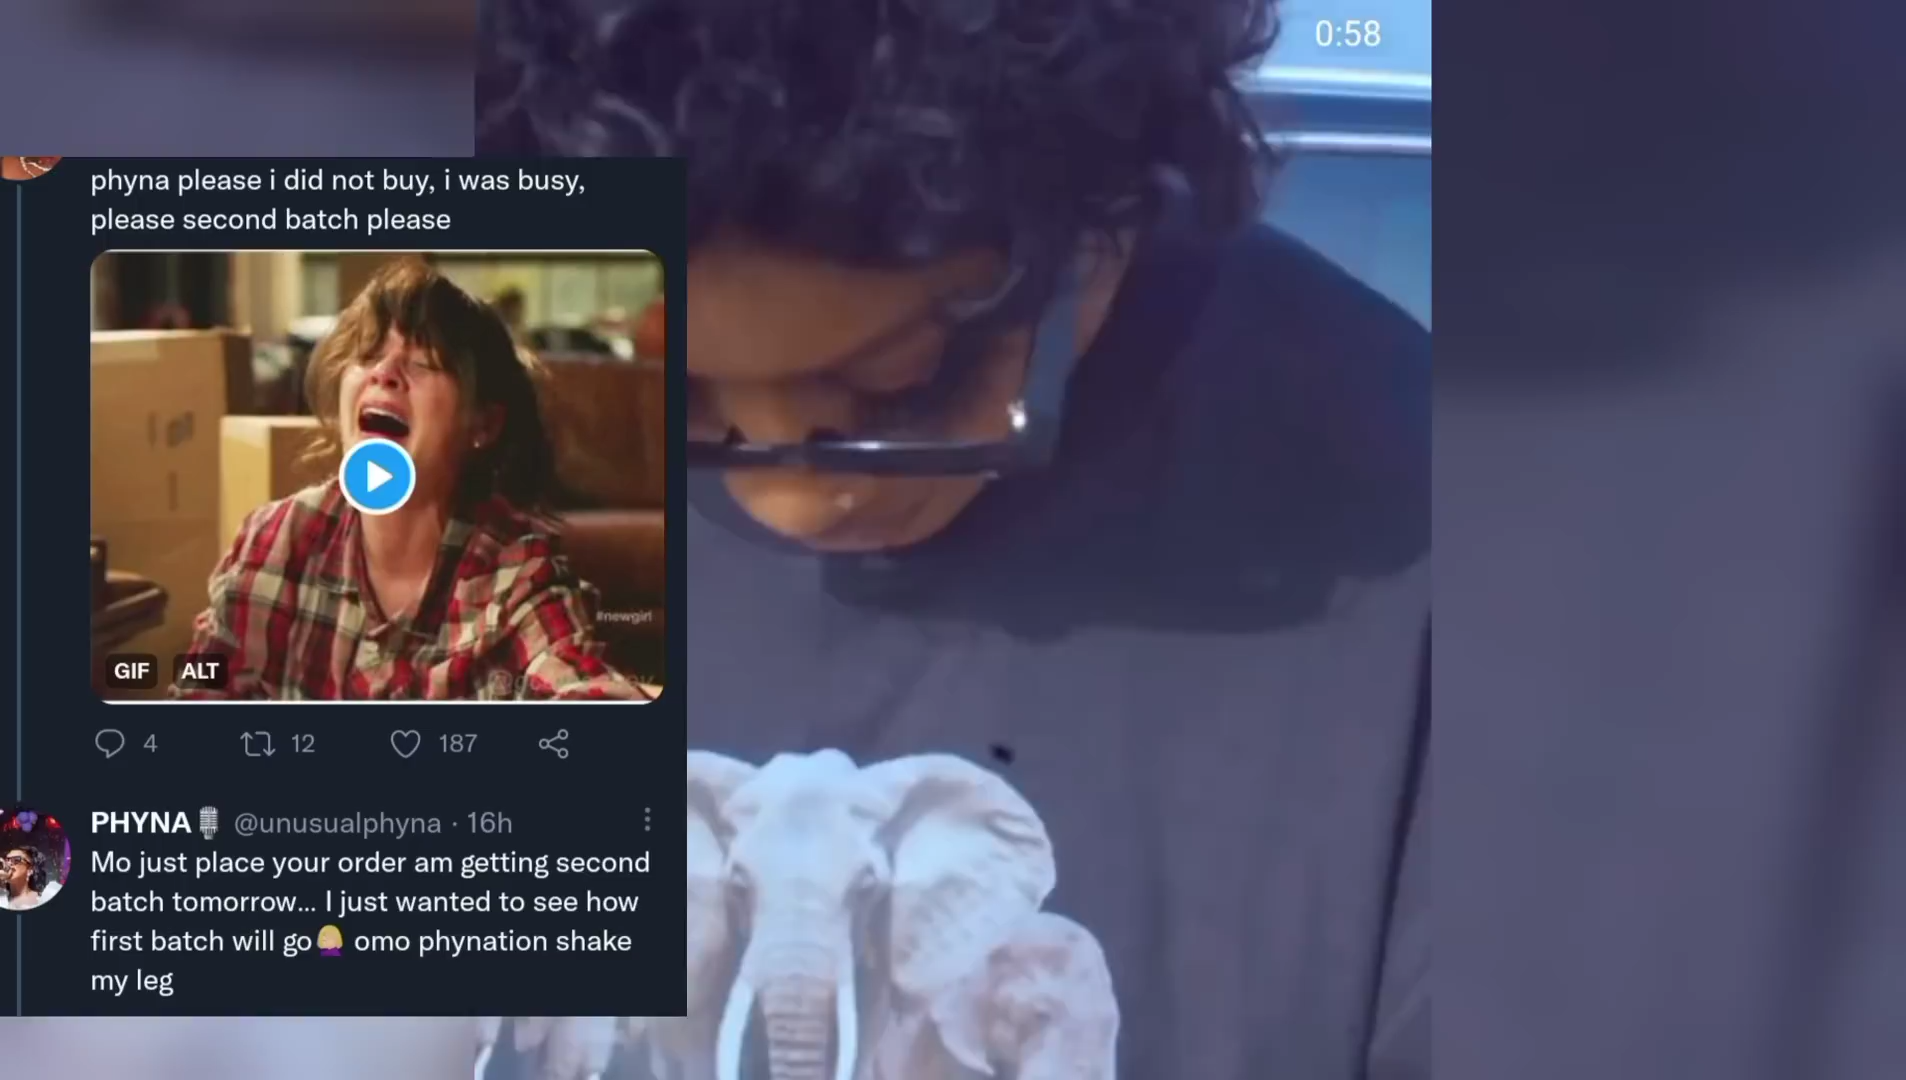 0:58
phyna please i did not buy, i was busy,
please second batch please
#newgirl
GIF ALT
4 12 187
PHYNA🎙️ @unusualphyna · 16h
Mo just place your order am getting second
batch tomorrow... I just wanted to see how
first batch will go🙇🏼‍♀️ omo phynation shake
my leg